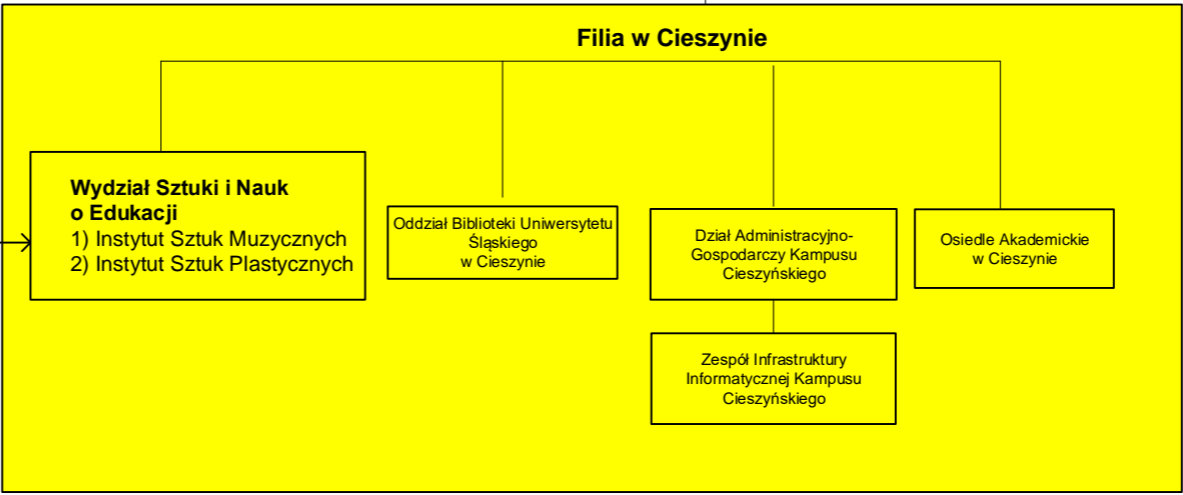 Filia w Cieszynie
Wydział Sztuki i Nauk
o Edukacji
1) Instytut Sztuk Muzycznych
2) Instytut Sztuk Plastycznych
Oddział Biblioteki Uniwersytetu
Śląskiego
w Cieszynie
Dział Administracyjno-
Gospodarczy Kampusu
Cieszyńskiego
Osiedle Akademickie
w Cieszynie
Zespół Infrastruktury
Informatycznej Kampusu
Cieszyńskiego